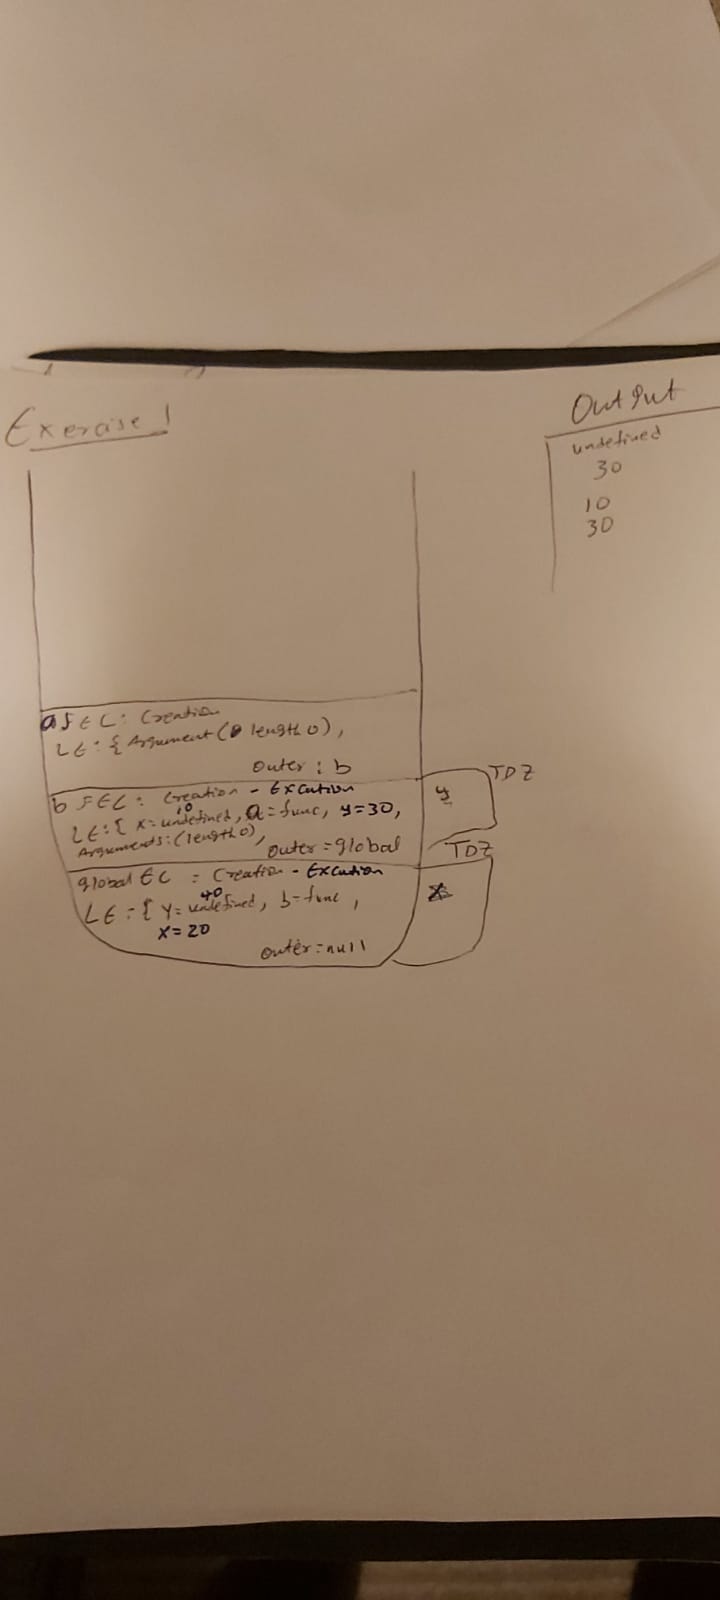 Exercise 1
Output
undefined
30
10
30
a FEC: Creation
LE: { Argument ( length 0),
outer: b
b FEC: Creation - Excution
10
LE: { x = undefined, a = func, y = 30,
Arguments: (length 0),
outer = global
TDZ
y
global EC = Creation - Excution
40
LE = { y = undefined, b = func,
x = 20
outer = null
TDZ
x